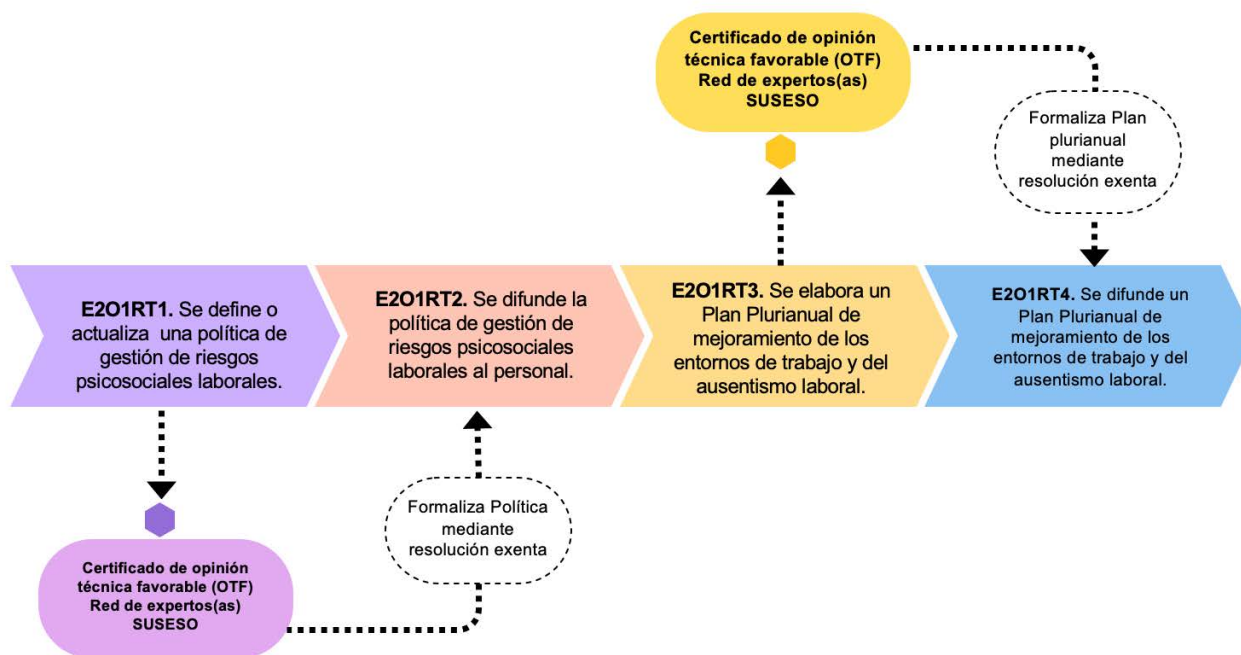 Certificado de opinión
técnica favorable (OTF)
Red de expertos(as)
SUSESO
Formaliza Plan
plurianual
mediante
resolución exenta
E2O1RT1. Se define o
actualiza una política de
gestión de riesgos
psicosociales laborales.
E2O1RT2. Se difunde la
política de gestión de
riesgos psicosociales
laborales al personal.
E2O1RT3. Se elabora un
Plan Plurianual de
mejoramiento de los
entornos de trabajo y del
ausentismo laboral.
E2O1RT4. Se difunde un
Plan Plurianual de
mejoramiento de los
entornos de trabajo y del
ausentismo laboral.
Formaliza Política
mediante
resolución exenta
Certificado de opinión
técnica favorable (OTF)
Red de expertos(as)
SUSESO